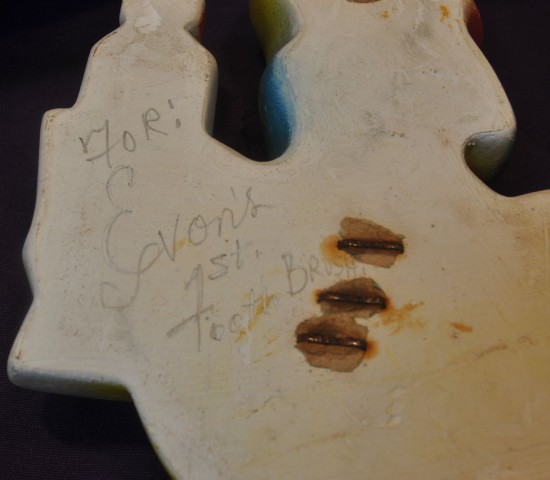 FOR:
Evon's
1st.
Tooth BRUSH.